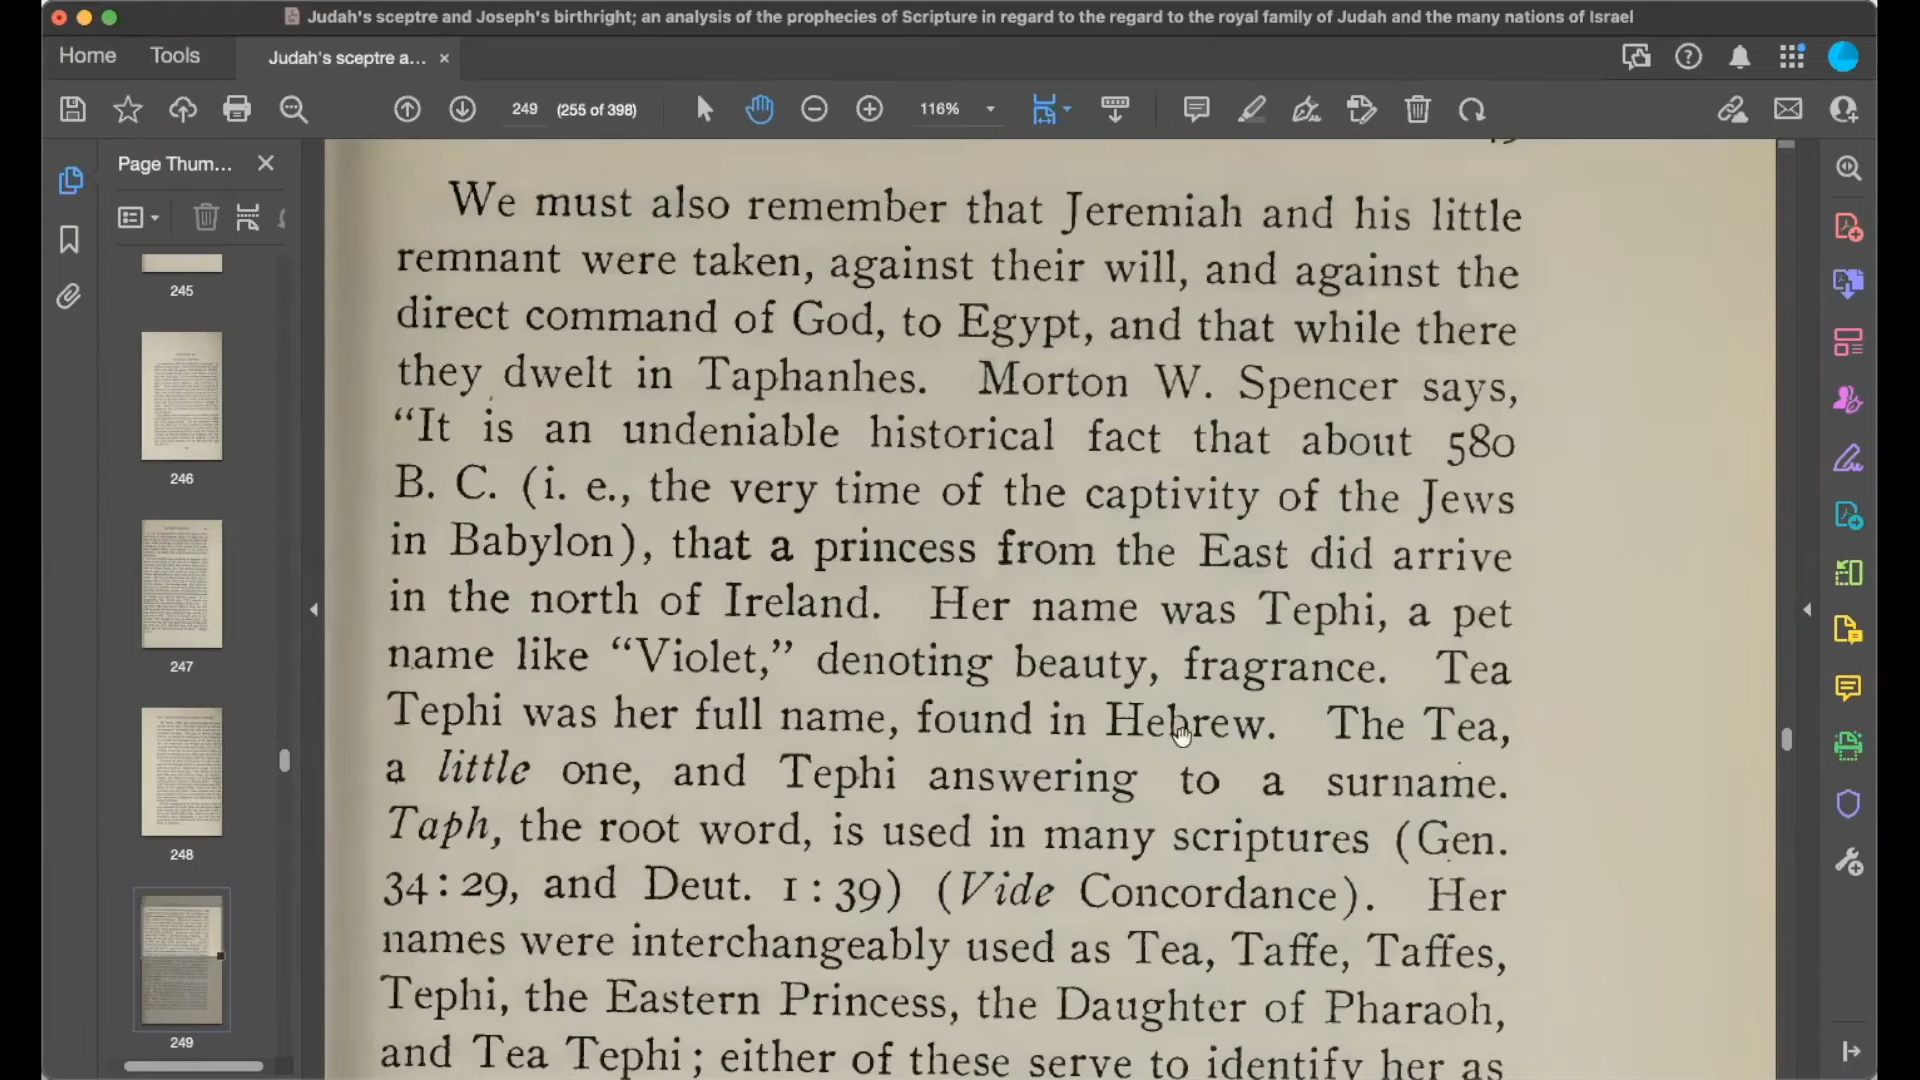 Judah's sceptre and Joseph's birthright; an analysis of the prophecies of Scripture in regard to the regard to the royal family of Judah and the many nations of Israel
Home Tools Judah's sceptre a...
249 (255 of 398) 116%
Page Thum...
245
246
247
248
249
We must also remember that Jeremiah and his little
remnant were taken, against their will, and against the
direct command of God, to Egypt, and that while there
they dwelt in Taphanhes. Morton W. Spencer says,
“It is an undeniable historical fact that about 580
B. C. (i. e., the very time of the captivity of the Jews
in Babylon), that a princess from the East did arrive
in the north of Ireland. Her name was Tephi, a pet
name like “Violet,” denoting beauty, fragrance. Tea
Tephi was her full name, found in Hebrew. The Tea,
a little one, and Tephi answering to a surname.
Taph, the root word, is used in many scriptures (Gen.
34:29, and Deut. 1:39) (Vide Concordance). Her
names were interchangeably used as Tea, Taffe, Taffes,
Tephi, the Eastern Princess, the Daughter of Pharaoh,
and Tea Tephi; either of these serve to identify her as